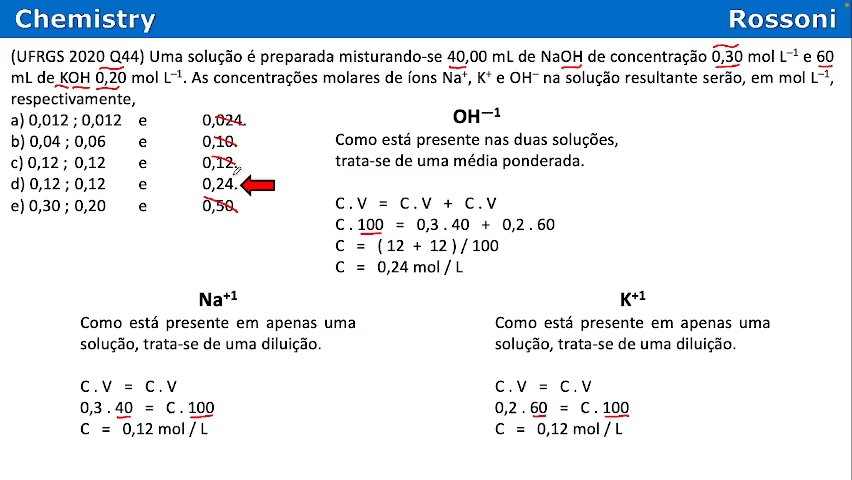 Chemistry
Rossoni
(UFRGS 2020 Q44) Uma solução é preparada misturando-se 40,00 mL de NaOH de concentração 0,30 mol L⁻¹ e 60
mL de KOH 0,20 mol L⁻¹. As concentrações molares de íons Na⁺, K⁺ e OH⁻ na solução resultante serão, em mol L⁻¹,
respectivamente,
a) 0,012 ; 0,012 e 0,024.
b) 0,04 ; 0,06 e 0,10.
c) 0,12 ; 0,12 e 0,12.
d) 0,12 ; 0,12 e 0,24.
e) 0,30 ; 0,20 e 0,50.
OH⁻¹
Como está presente nas duas soluções,
trata-se de uma média ponderada.
C . V = C . V + C . V
C . 100 = 0,3 . 40 + 0,2 . 60
C = ( 12 + 12 ) / 100
C = 0,24 mol / L
Na⁺¹
Como está presente em apenas uma
solução, trata-se de uma diluição.
C . V = C . V
0,3 . 40 = C . 100
C = 0,12 mol / L
K⁺¹
Como está presente em apenas uma
solução, trata-se de uma diluição.
C . V = C . V
0,2 . 60 = C . 100
C = 0,12 mol / L